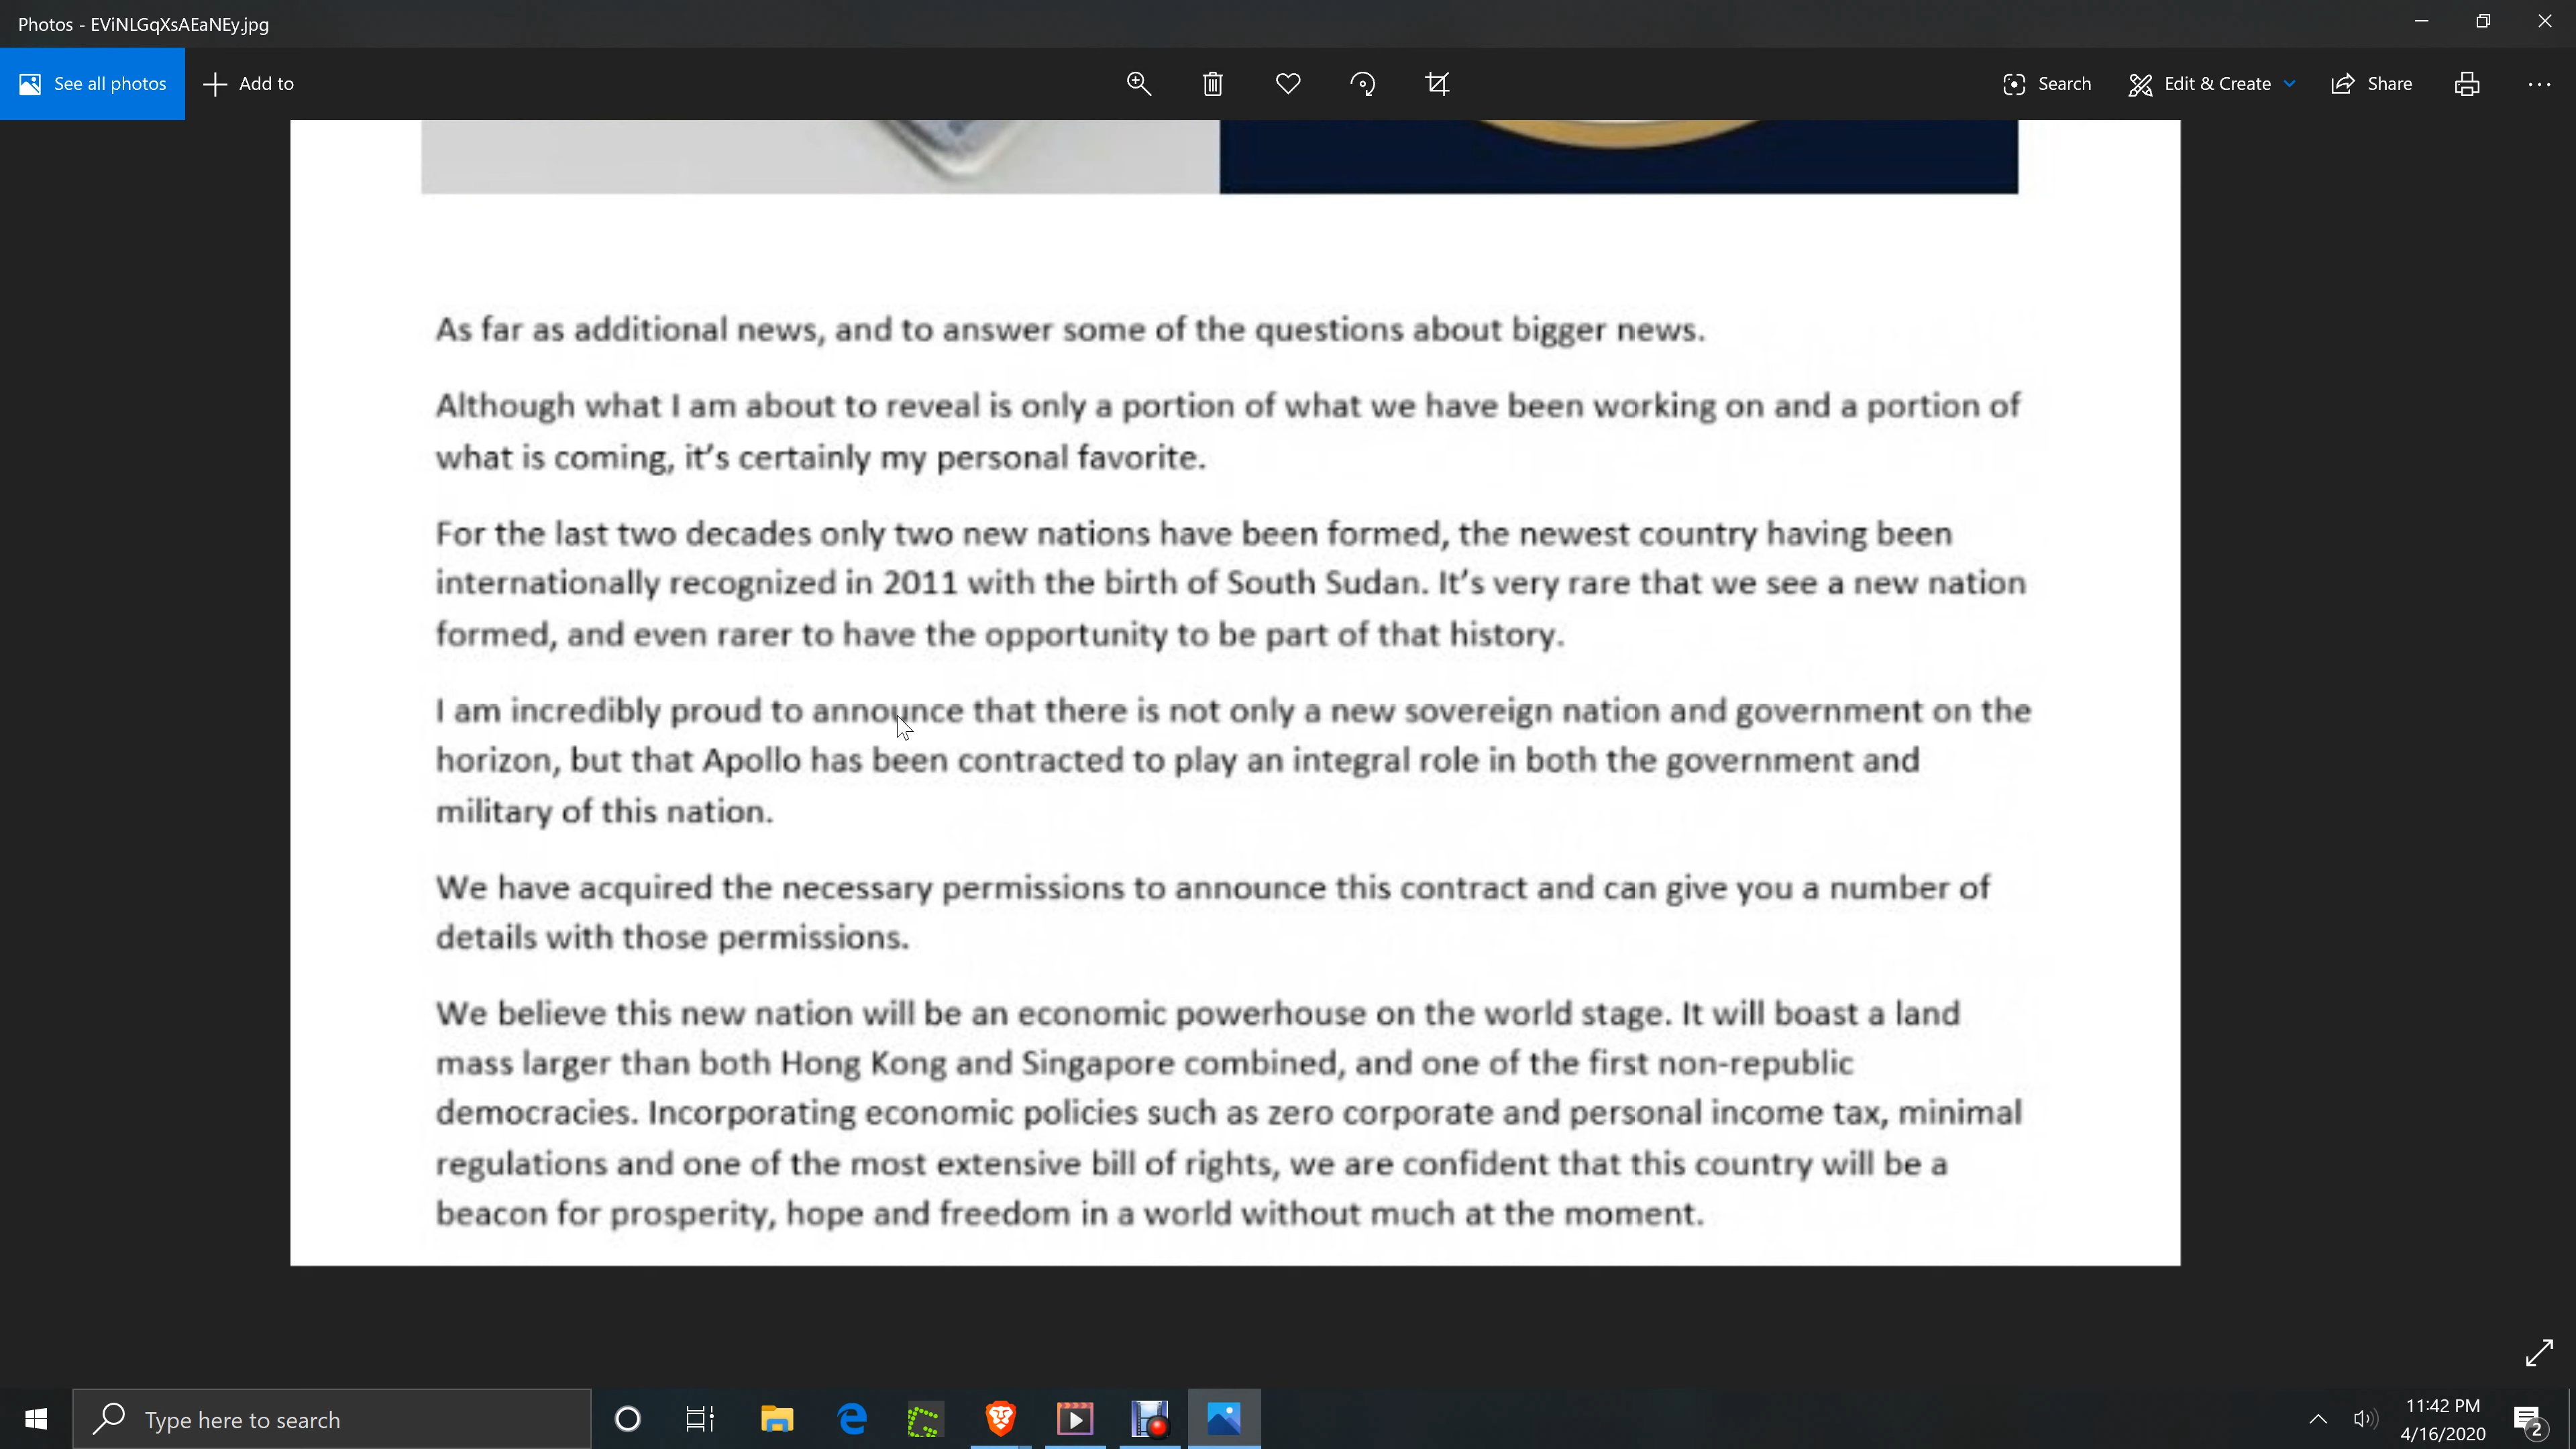 Photos - EViNLGqXsAEaNEy.jpg
See all photos
Add to
Search
Edit & Create
Share
As far as additional news, and to answer some of the questions about bigger news.
Although what I am about to reveal is only a portion of what we have been working on and a portion of
what is coming, it's certainly my personal favorite.
For the last two decades only two new nations have been formed, the newest country having been
internationally recognized in 2011 with the birth of South Sudan. It's very rare that we see a new nation
formed, and even rarer to have the opportunity to be part of that history.
I am incredibly proud to announce that there is not only a new sovereign nation and government on the
horizon, but that Apollo has been contracted to play an integral role in both the government and
military of this nation.
We have acquired the necessary permissions to announce this contract and can give you a number of
details with those permissions.
We believe this new nation will be an economic powerhouse on the world stage. It will boast a land
mass larger than both Hong Kong and Singapore combined, and one of the first non-republic
democracies. Incorporating economic policies such as zero corporate and personal income tax, minimal
regulations and one of the most extensive bill of rights, we are confident that this country will be a
beacon for prosperity, hope and freedom in a world without much at the moment.
Type here to search
11:42 PM
4/16/2020
2